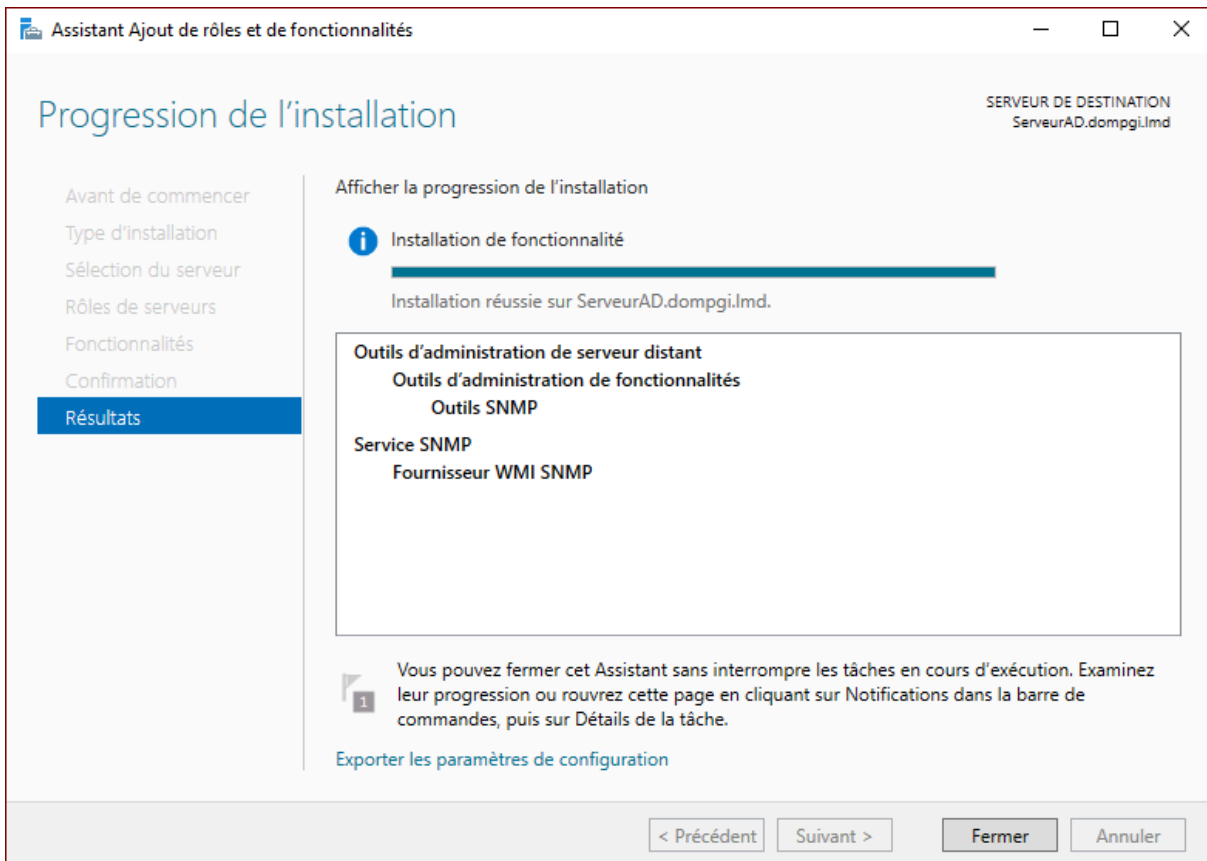 Assistant Ajout de rôles et de fonctionnalités
Progression de l’installation
SERVEUR DE DESTINATION
ServeurAD.dompgi.lmd
Avant de commencer
Type d’installation
Sélection du serveur
Rôles de serveurs
Fonctionnalités
Confirmation
Résultats
Afficher la progression de l’installation
Installation de fonctionnalité
Installation réussie sur ServeurAD.dompgi.lmd.
Outils d’administration de serveur distant
Outils d’administration de fonctionnalités
Outils SNMP
Service SNMP
Fournisseur WMI SNMP
1
Vous pouvez fermer cet Assistant sans interrompre les tâches en cours d’exécution. Examinez
leur progression ou rouvrez cette page en cliquant sur Notifications dans la barre de
commandes, puis sur Détails de la tâche.
Exporter les paramètres de configuration
< Précédent
Suivant >
Fermer
Annuler